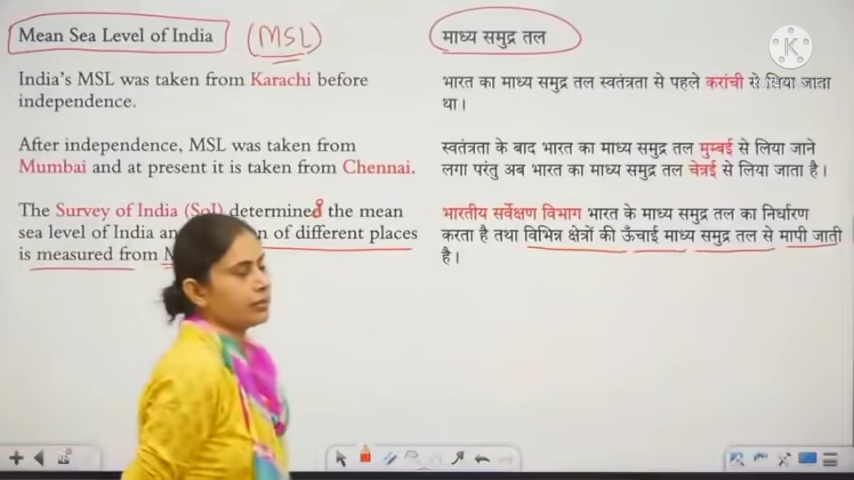 Mean Sea Level of India
(MSL)
India's MSL was taken from Karachi before
independence.
After independence, MSL was taken from
Mumbai and at present it is taken from Chennai.
The Survey of India (SoI) determined the mean
sea level of India an n of different places
is measured from M
माध्य समुद्र तल
भारत का माध्य समुद्र तल स्वतंत्रता से पहले करांची से लिया जाता
था।
स्वतंत्रता के बाद भारत का माध्य समुद्र तल मुम्बई से लिया जाने
लगा परंतु अब भारत का माध्य समुद्र तल चेन्नई से लिया जाता है।
भारतीय सर्वेक्षण विभाग भारत के माध्य समुद्र तल का निर्धारण
करता है तथा विभिन्न क्षेत्रों की ऊँचाई माध्य समुद्र तल से मापी जाती
है।
K